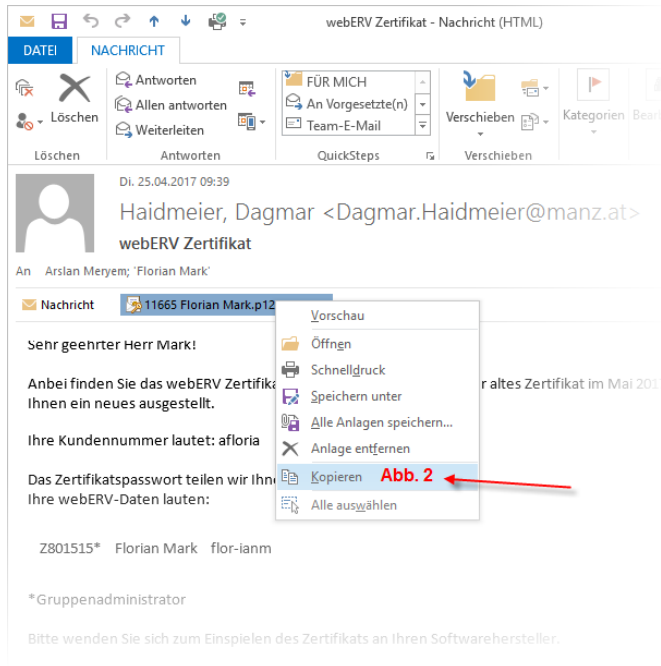 webERV Zertifikat - Nachricht (HTML)
DATEI NACHRICHT
Löschen
Antworten
Allen antworten
Weiterleiten
FÜR MICH
An Vorgesetzte(n)
Team-E-Mail
Verschieben
Kategorien
Löschen Antworten QuickSteps Verschieben
Di. 25.04.2017 09:39
Haidmeier, Dagmar <Dagmar.Haidmeier@manz.at>
webERV Zertifikat
An Arslan Meryem; 'Florian Mark'
Nachricht 11665 Florian Mark.p12
Vorschau
Öffnen
Schnelldruck
Speichern unter
Alle Anlagen speichern...
Anlage entfernen
Kopieren Abb. 2
Alle auswählen
Sehr geehrter Herr Mark!
Anbei finden Sie das webERV Zertifika r altes Zertifikat im Mai 201
Ihnen ein neues ausgestellt.
Ihre Kundennummer lautet: afloria
Das Zertifikatspasswort teilen wir Ihne
Ihre webERV-Daten lauten:
Z801515* Florian Mark flor-ianm
*Gruppenadministrator
Bitte wenden Sie sich zum Einspielen des Zertifikats an Ihren Softwarehersteller.